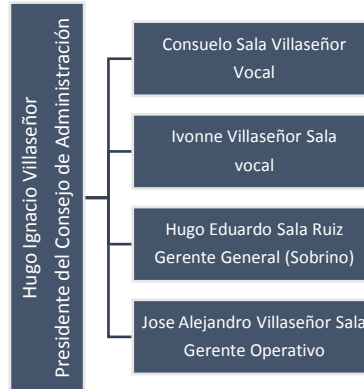 Hugo Ignacio Villaseñor
Presidente del Consejo de Administración
Consuelo Sala Villaseñor
Vocal
Ivonne Villaseñor Sala
vocal
Hugo Eduardo Sala Ruiz
Gerente General (Sobrino)
Jose Alejandro Villaseñor Sala
Gerente Operativo